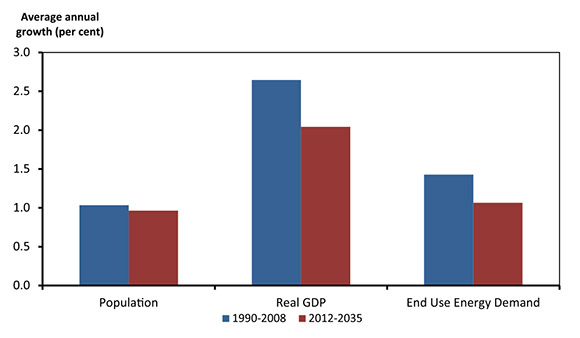 Average annual
growth (per cent)
3.0
2.5
2.0
1.5
1.0
0.5
0.0
Population Real GDP End Use Energy Demand
1990-2008 2012-2035